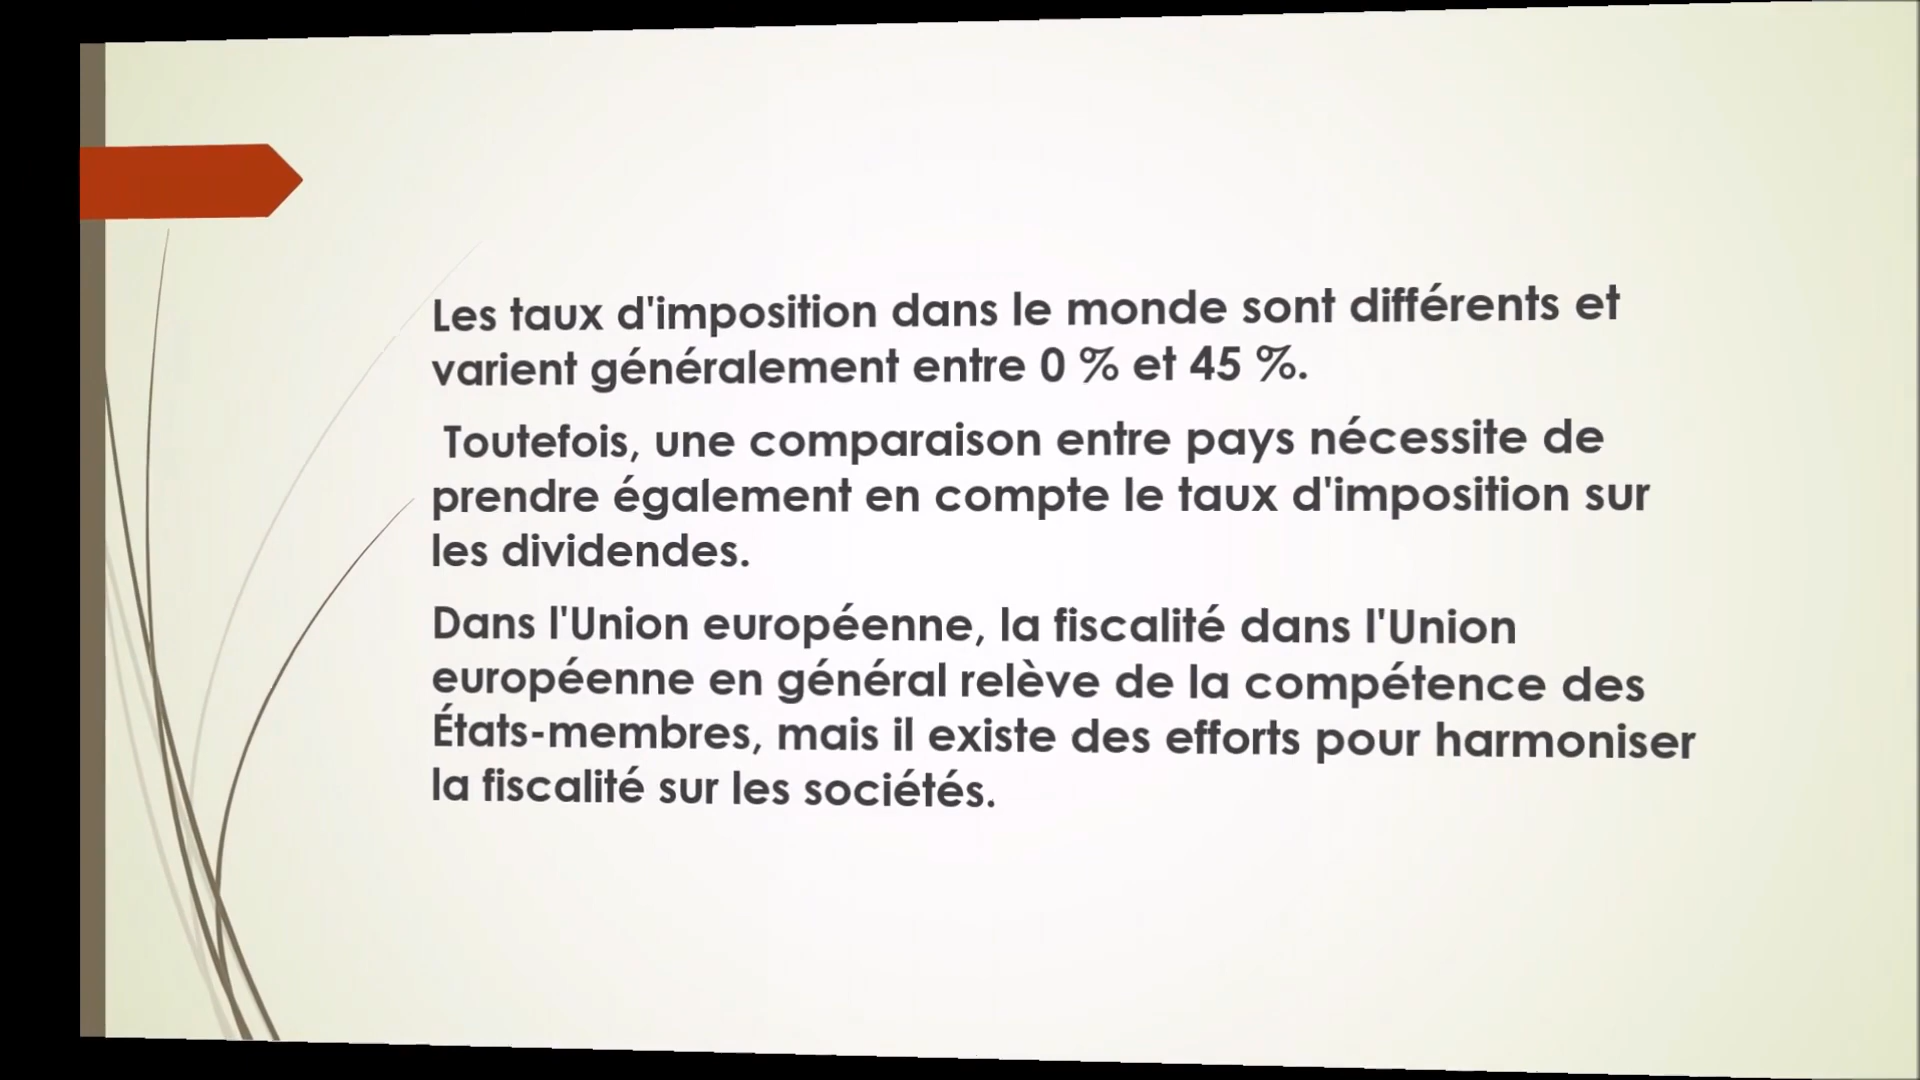 Les taux d'imposition dans le monde sont différents et
varient généralement entre 0 % et 45 %.
Toutefois, une comparaison entre pays nécessite de
prendre également en compte le taux d'imposition sur
les dividendes.
Dans l'Union européenne, la fiscalité dans l'Union
européenne en général relève de la compétence des
États-membres, mais il existe des efforts pour harmoniser
la fiscalité sur les sociétés.